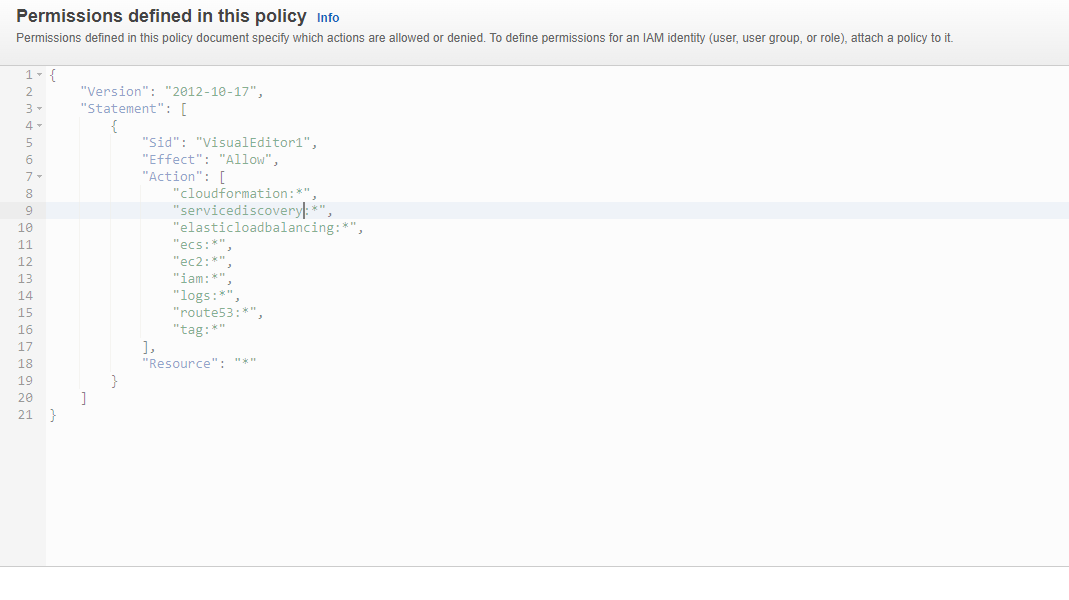 Permissions defined in this policy Info
Permissions defined in this policy document specify which actions are allowed or denied. To define permissions for an IAM identity (user, user group, or role), attach a policy to it.
1 {
2     "Version": "2012-10-17",
3     "Statement": [
4         {
5             "Sid": "VisualEditor1",
6             "Effect": "Allow",
7             "Action": [
8                 "cloudformation:*",
9                 "servicediscovery:*",
10                 "elasticloadbalancing:*",
11                 "ecs:*",
12                 "ec2:*",
13                 "iam:*",
14                 "logs:*",
15                 "route53:*",
16                 "tag:*"
17             ],
18             "Resource": "*"
19         }
20     ]
21 }